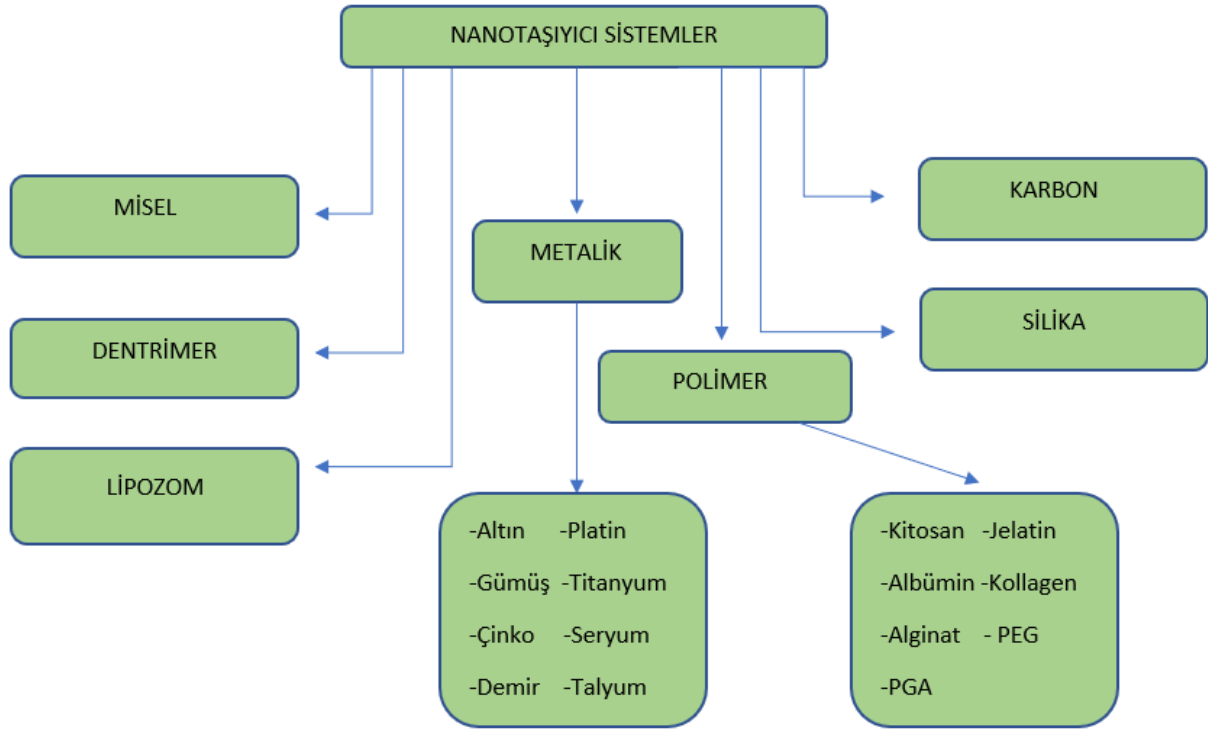 NANOTAŞIYICI SİSTEMLER
MİSEL
DENTRİMER
LİPOZOM
METALİK
POLİMER
KARBON
SİLİKA
-Altın -Platin
-Gümüş -Titanyum
-Çinko -Seryum
-Demir -Talyum
-Kitosan -Jelatin
-Albümin -Kollagen
-Alginat - PEG
-PGA